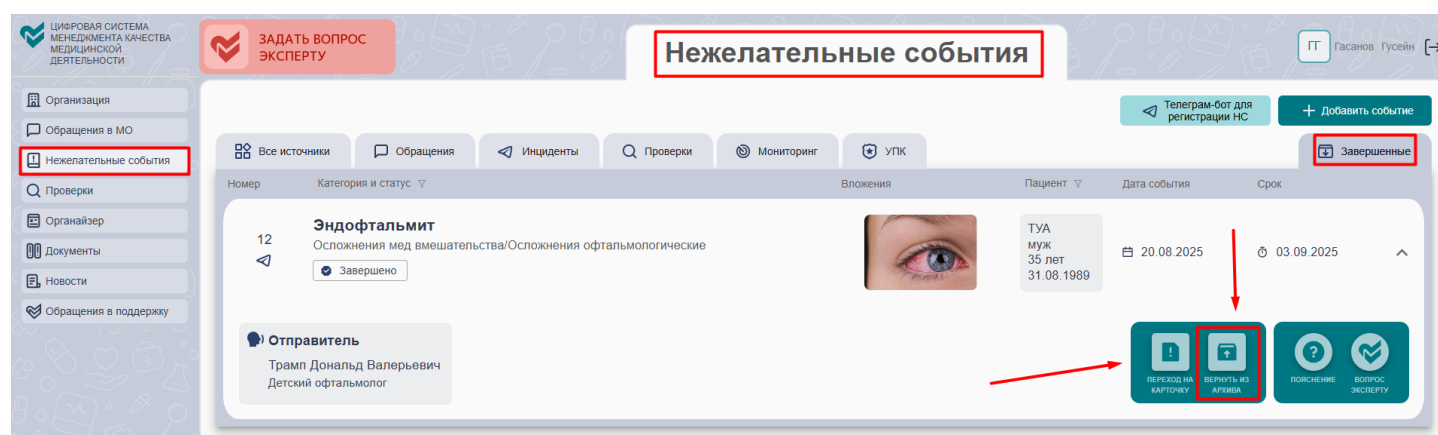 ЦИФРОВАЯ СИСТЕМА
МЕНЕДЖМЕНТА КАЧЕСТВА
МЕДИЦИНСКОЙ
ДЕЯТЕЛЬНОСТИ
ЗАДАТЬ ВОПРОС
ЭКСПЕРТУ
Нежелательные события
ГГ Гасанов Гусейн
Организация
Обращения в МО
Нежелательные события
Проверки
Органайзер
Документы
Новости
Обращения в поддержку
Телеграм-бот для
регистрации НС
+ Добавить событие
Все источники Обращения Инциденты Проверки Мониторинг УПК Завершенные
Номер Категория и статус Вложения Пациент Дата события Срок
12
Эндофтальмит
Осложнения мед вмешательства/Осложнения офтальмологические
Завершено
ТУА
муж
35 лет
31.08.1989
20.08.2025
03.09.2025
Отправитель
Трамп Дональд Валерьевич
Детский офтальмолог
ПЕРЕХОД НА
КАРТОЧКУ
ВЕРНУТЬ ИЗ
АРХИВА
ПОЯСНЕНИЕ
ВОПРОС
ЭКСПЕРТУ